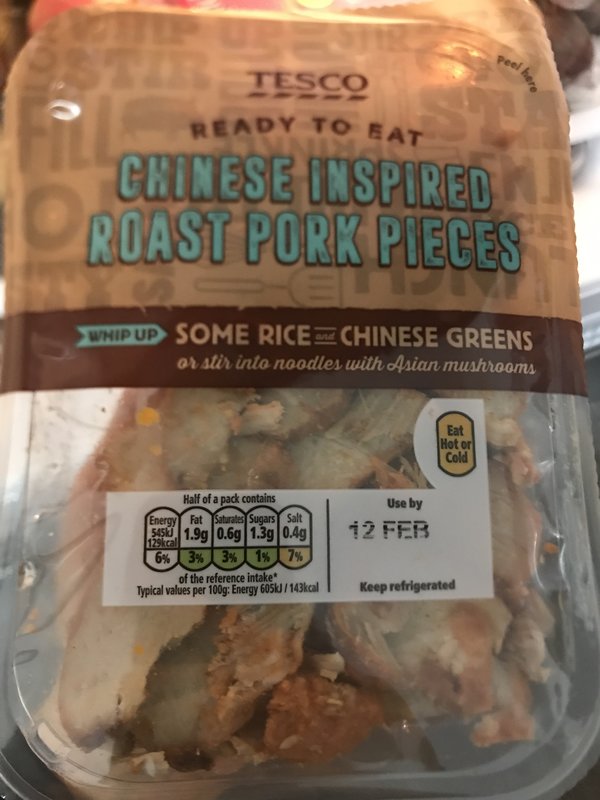 Peel here
TESCO
READY TO EAT
CHINESE INSPIRED
ROAST PORK PIECES
WHIP UP SOME RICE and CHINESE GREENS
or stir into noodles with Asian mushrooms
Eat
Hot or
Cold
Half of a pack contains
Energy Fat Saturates Sugars Salt
545kJ 1.9g 0.6g 1.3g 0.4g
129kcal
6% 3% 3% 1% 7%
of the reference intake*
Typical values per 100g: Energy 605kJ / 143kcal
Use by
12 FEB
Keep refrigerated